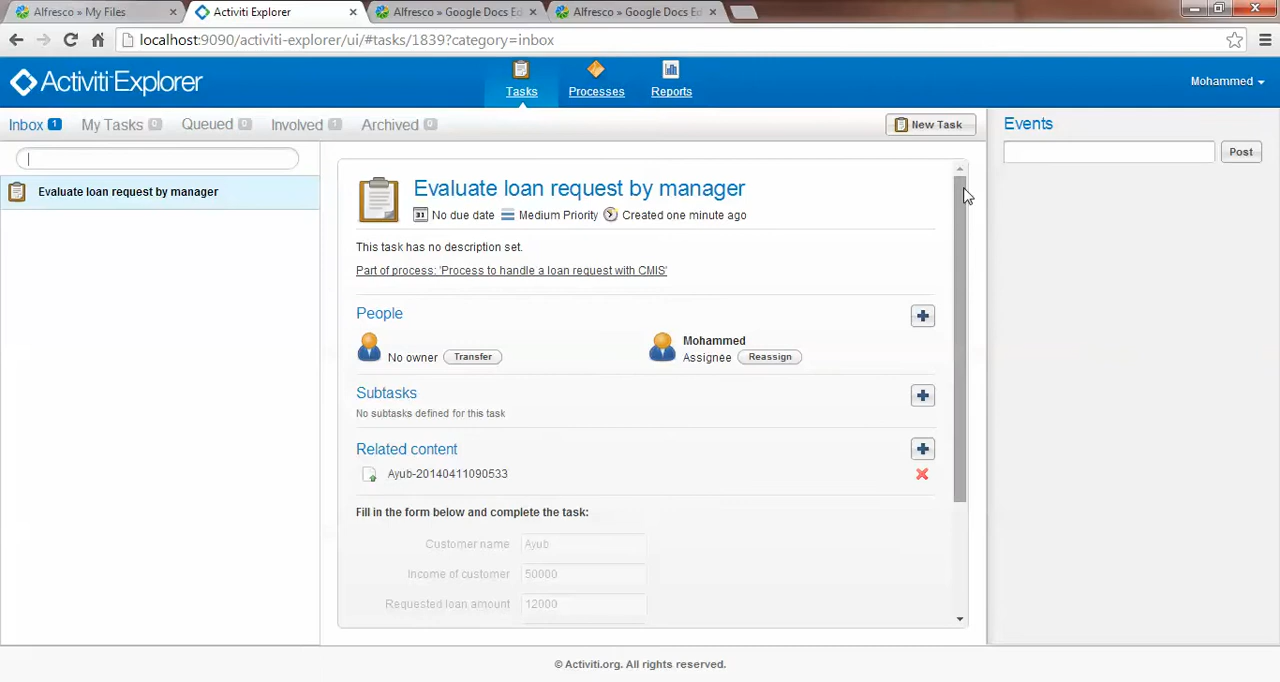 Alfresco » My Files
Activiti Explorer
Alfresco » Google Docs Ed
Alfresco » Google Docs Ed
localhost:9090/activiti-explorer/ui/#tasks/1839?category=inbox
Activiti Explorer
Tasks
Processes
Reports
Mohammed
Inbox 1
My Tasks 0
Queued 0
Involved 1
Archived 0
New Task
Events
Post
Evaluate loan request by manager
Evaluate loan request by manager
31 No due date Medium Priority Created one minute ago
This task has no description set.
Part of process: 'Process to handle a loan request with CMIS'
People
No owner Transfer
Mohammed
Assignee Reassign
Subtasks
No subtasks defined for this task
Related content
Ayub-20140411090533
Fill in the form below and complete the task:
Customer name Ayub
Income of customer 50000
Requested loan amount 12000
© Activiti.org. All rights reserved.